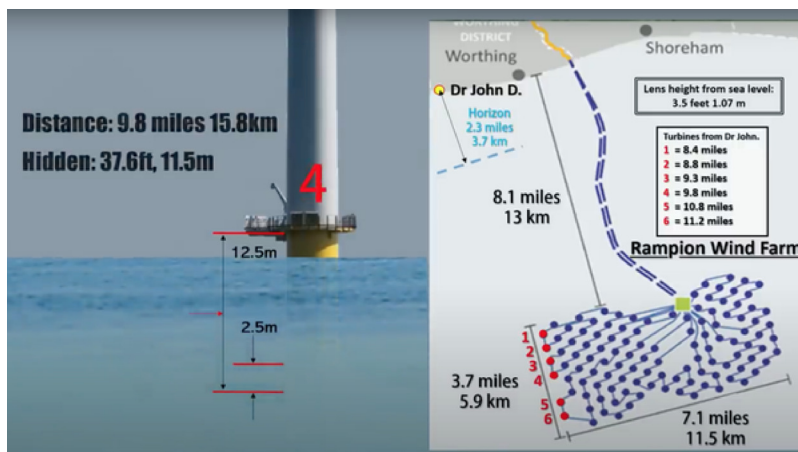 Distance: 9.8 miles 15.8km
Hidden: 37.6ft, 11.5m
4
12.5m
2.5m
WORTHING
DISTRICT
Worthing
Shoreham
Dr John D.
Horizon
2.3 miles
3.7 km
Lens height from sea level:
3.5 feet 1.07 m
Turbines from Dr John.
1 = 8.4 miles
2 = 8.8 miles
3 = 9.3 miles
4 = 9.8 miles
5 = 10.8 miles
6 = 11.2 miles
8.1 miles
13 km
Rampion Wind Farm
1
2
3
4
5
6
3.7 miles
5.9 km
7.1 miles
11.5 km